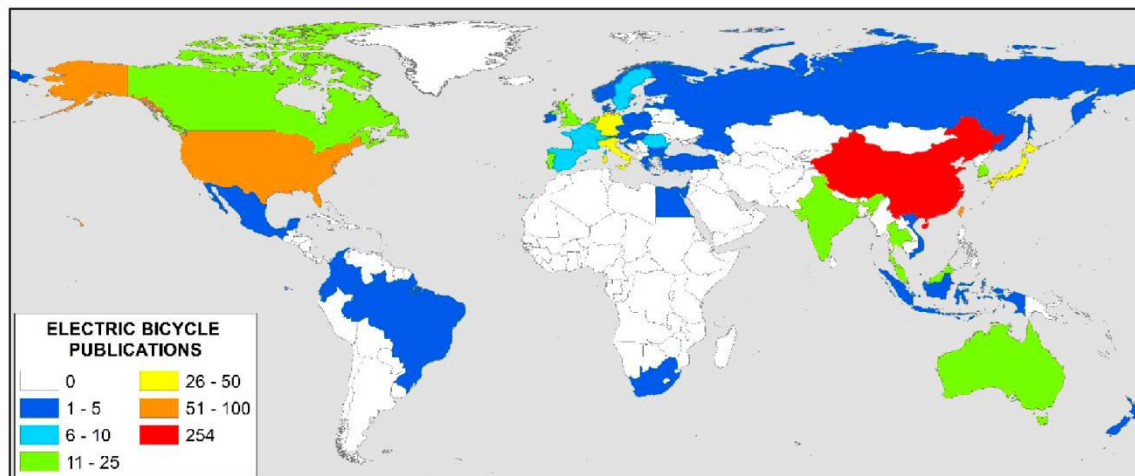 ELECTRIC BICYCLE
PUBLICATIONS
0
1 - 5
6 - 10
11 - 25
26 - 50
51 - 100
254